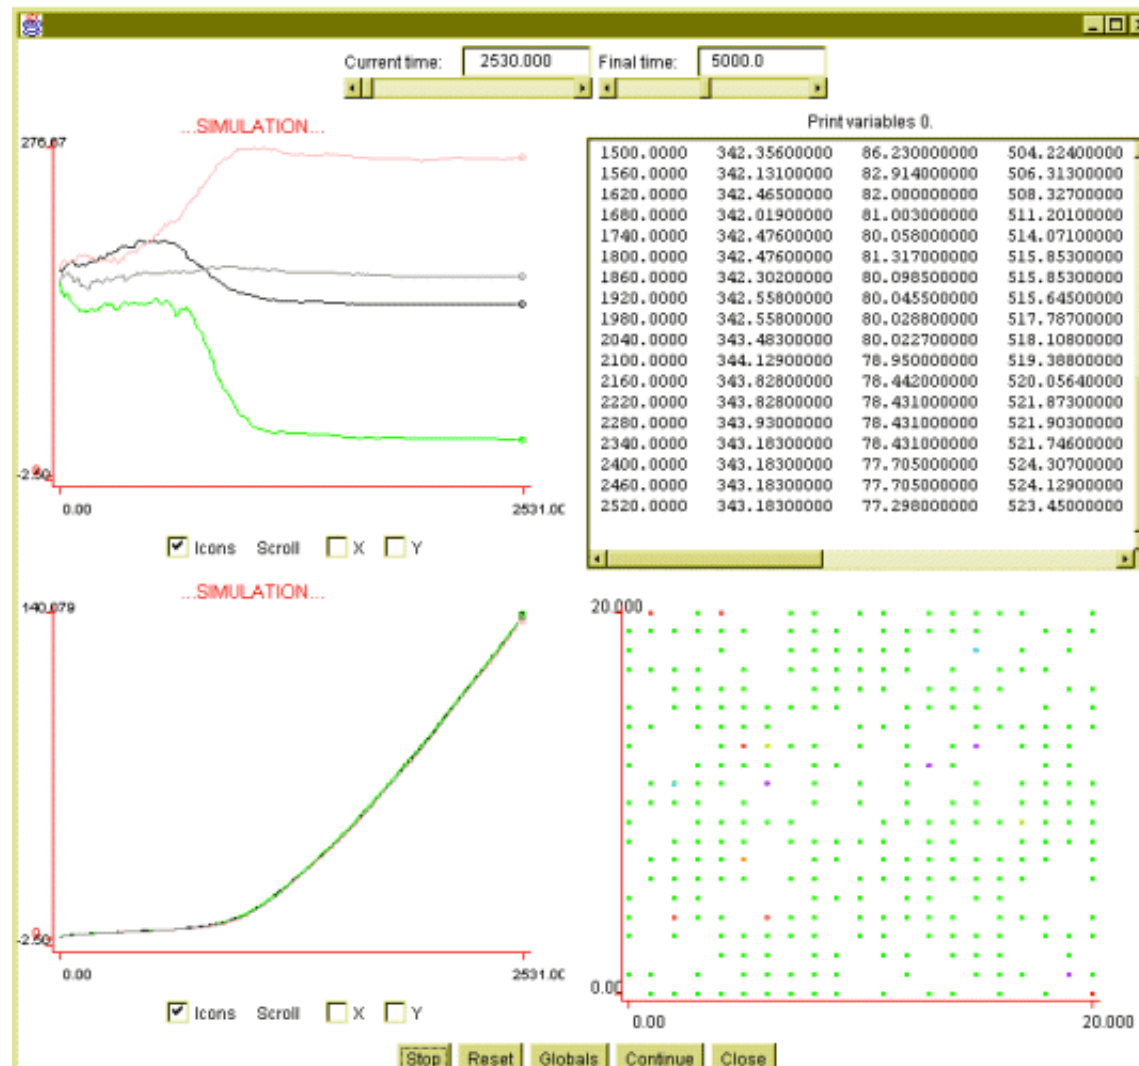 Current time: 2530.000 Final time: 5000.0
Print variables 0.
...SIMULATION...
276.67
-2.50
0.00 2531.0
Icons Scroll X Y
1500.0000 342.35600000 86.230000000 504.22400000
1560.0000 342.13100000 82.914000000 506.31300000
1620.0000 342.46500000 82.000000000 508.32700000
1680.0000 342.01900000 81.003000000 511.20100000
1740.0000 342.47600000 80.058000000 514.07100000
1800.0000 342.47600000 81.317000000 515.85300000
1860.0000 342.30200000 80.098500000 515.85300000
1920.0000 342.55800000 80.045500000 515.64500000
1980.0000 342.55800000 80.028800000 517.78700000
2040.0000 343.48300000 80.022700000 518.10800000
2100.0000 344.12900000 78.950000000 519.38800000
2160.0000 343.82800000 78.442000000 520.05640000
2220.0000 343.82800000 78.431000000 521.87300000
2280.0000 343.93000000 78.431000000 521.90300000
2340.0000 343.18300000 78.431000000 521.74600000
2400.0000 343.18300000 77.705000000 524.30700000
2460.0000 343.18300000 77.705000000 524.12900000
2520.0000 343.18300000 77.298000000 523.45000000
...SIMULATION...
140.079
-2.50
0.00 2531.0
Icons Scroll X Y
20.000
0.00
0.00 20.000
Stop Reset Globals Continue Close